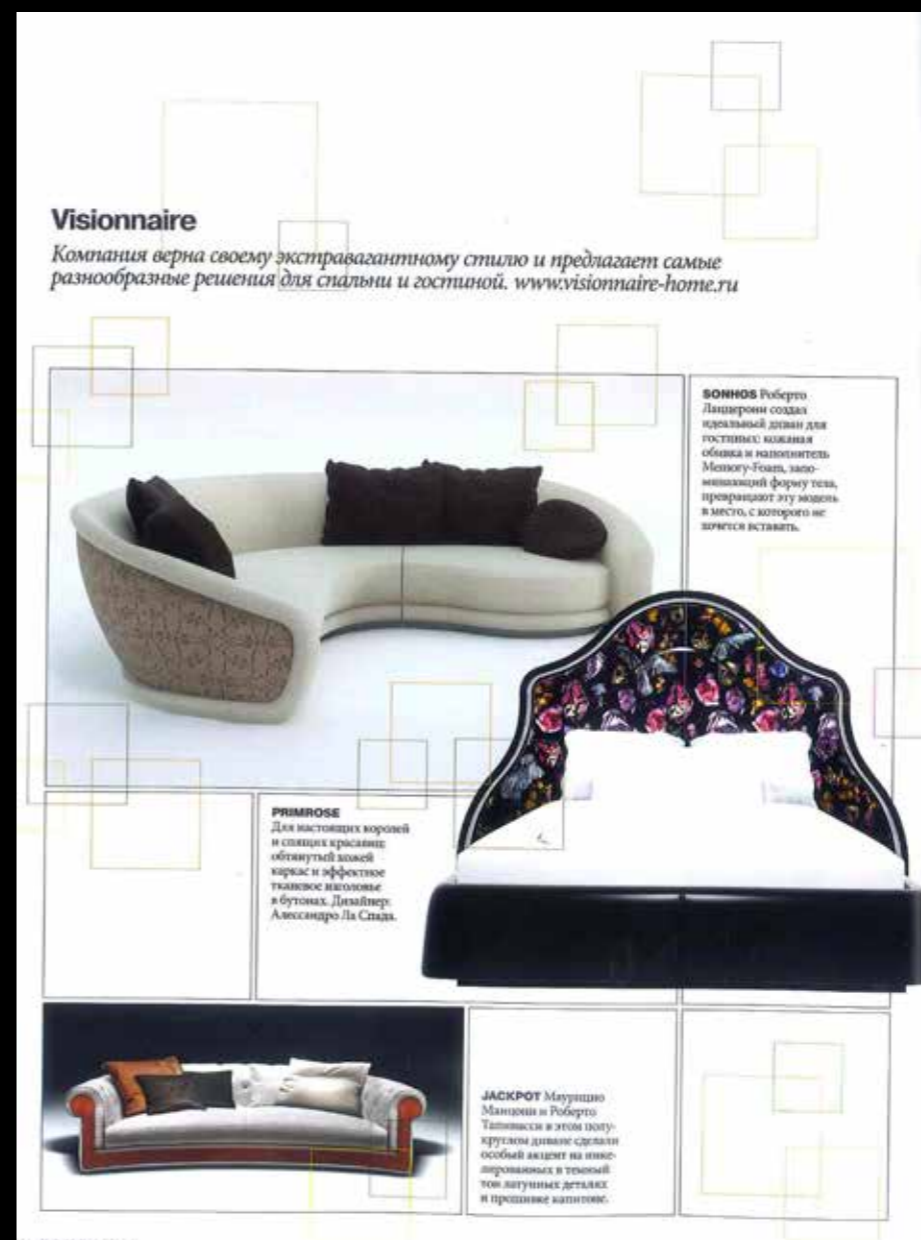 Visionnaire
Компания верна своему экстравагантному стилю и предлагает самые
разнообразные решения для спальни и гостиной. www.visionnaire-home.ru
SONHOS Роберто
Лаццерони создал
идеальный диван для
гостиных: кожаная
обивка и наполнитель
Memory-Foam, запо-
минающий форму тела,
превращают эту модель
в место, с которого не
хочется вставать.
PRIMROSE
Для настоящих королей
и спящих красавиц:
обтянутый кожей
каркас и эффектное
тканевое изголовье
в бутонах. Дизайнер:
Алессандро Ла Спада.
JACKPOT Маурицио
Манцони и Роберто
в этом полу-
круглом диване сделали
особый акцент на нике-
лированных в темный
тон латунных деталях
и прошивке капитоне.